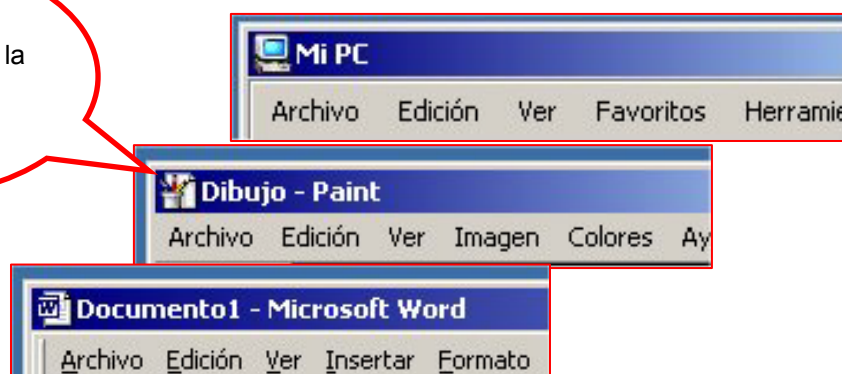 la
Mi PC
Archivo Edición Ver Favoritos
Dibujo - Paint
Archivo Edición Ver Imagen Colores
Documento1 - Microsoft Word
Archivo Edición Ver Insertar Formato